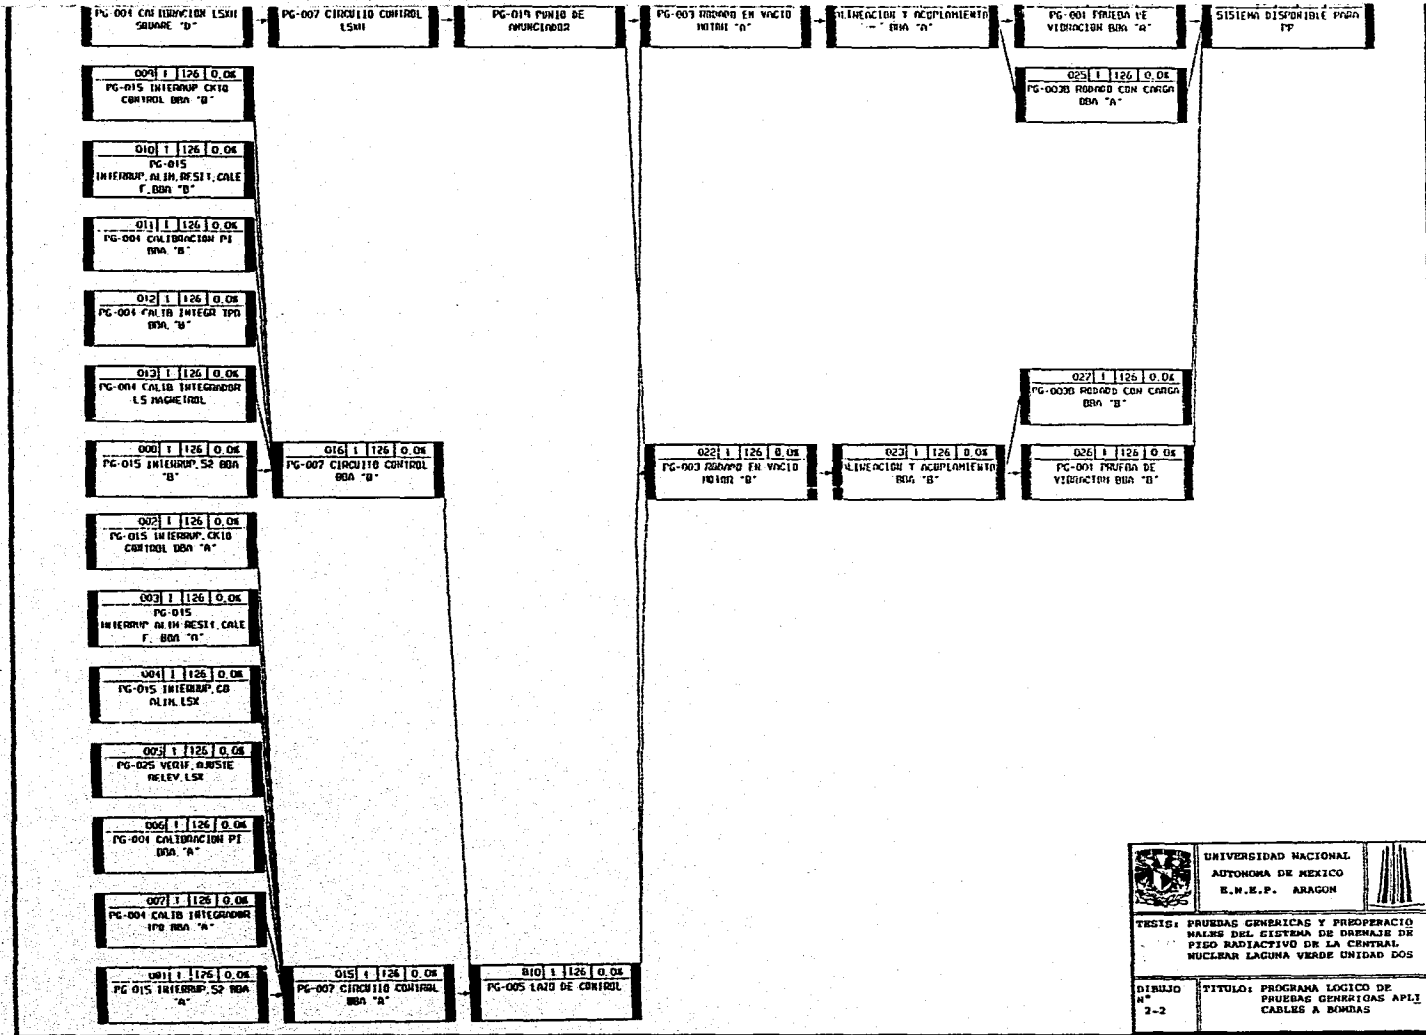 PG-004 CALIBRACION LSXII
SQUARE "D"
PG-007 CIRCUITO CONTROL
LSXII
PG-019 PUNTO DE
ANUNCIADOR
PG-003 RODADO EN VACIO
MOTOR "A"
ALINEACION Y ACOPLAMIENTO
BBA "A"
PG-001 PRUEBA DE
VIBRACION BBA "A"
SISTEMA DISPONIBLE PARA
PP
009 1 126 0.0%
PG-015 INTERRUP CKTO
CONTROL BBA "B"
025 1 126 0.0%
PG-003B RODADO CON CARGA
BBA "A"
010 1 126 0.0%
PG-015
INTERRUP. ALIM. RESIT. CALE
F. BBA "B"
011 1 126 0.0%
PG-004 CALIBRACION PI
BBA. "B"
012 1 126 0.0%
PG-004 CALIB INTEGR IPD
BBA. "B"
013 1 126 0.0%
PG-004 CALIB INTEGRADOR
LS MAGNETROL
027 1 126 0.0%
PG-003B RODADO CON CARGA
BBA "B"
008 1 126 0.0%
PG-015 INTERRUP. 52 BBA
"B"
016 1 126 0.0%
PG-007 CIRCUITO CONTROL
BBA "B"
022 1 126 0.0%
PG-003 RODADO EN VACIO
MOTOR "B"
023 1 126 0.0%
ALINEACION Y ACOPLAMIENTO
BBA "B"
026 1 126 0.0%
PG-001 PRUEBA DE
VIBRACION BBA "B"
002 1 126 0.0%
PG-015 INTERRUP. CKTO
CONTROL BBA "A"
003 1 126 0.0%
PG-015
INTERRUP ALIM RESIT. CALE
F. BBA "A"
004 1 126 0.0%
PG-015 INTERRUP. CB
ALIM. LSX
005 1 126 0.0%
PG-025 VERIF. AJUSTE
RELEV. LSX
006 1 126 0.0%
PG-004 CALIBRACION PI
BBA. "A"
007 1 126 0.0%
PG-004 CALIB INTEGRADOR
IPD BBA "A"
001 1 126 0.0%
PG 015 INTERRUP. 52 BBA
"A"
015 1 126 0.0%
PG-007 CIRCUITO CONTROL
BBA "A"
1 126 0.0%
PG-005 LAZO DE CONTROL
UNIVERSIDAD NACIONAL
AUTONOMA DE MEXICO
E.N.E.P. ARAGON
TESIS: PRUEBAS GENERICAS Y PREOPERACIO
NALES DEL SISTEMA DE DRENAJE DE
PISO RADIACTIVO DE LA CENTRAL
NUCLEAR LAGUNA VERDE UNIDAD DOS
DIBUJO
Nº
2-2
TITULO: PROGRAMA LOGICO DE
PRUEBAS GENERICAS APLI
CABLES A BOMBAS